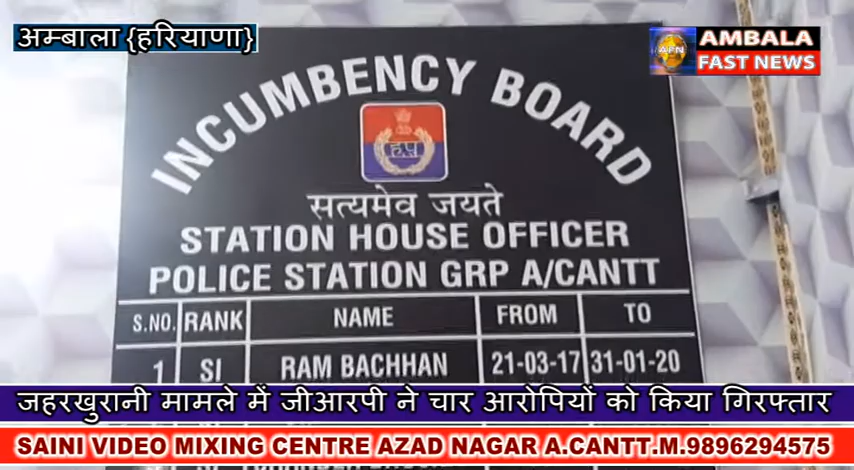 अम्बाला {हरियाणा}
AFN
AMBALA
FAST NEWS
INCUMBENCY BOARD
ह पु
सत्यमेव जयते
STATION HOUSE OFFICER
POLICE STATION GRP A/CANTT
S.NO. RANK NAME FROM TO
1 SI RAM BACHHAN 21-03-17 31-01-20
जहरखुरानी मामले में जीआरपी ने चार आरोपियों को किया गिरफ्तार
SAINI VIDEO MIXING CENTRE AZAD NAGAR A.CANTT.M.9896294575